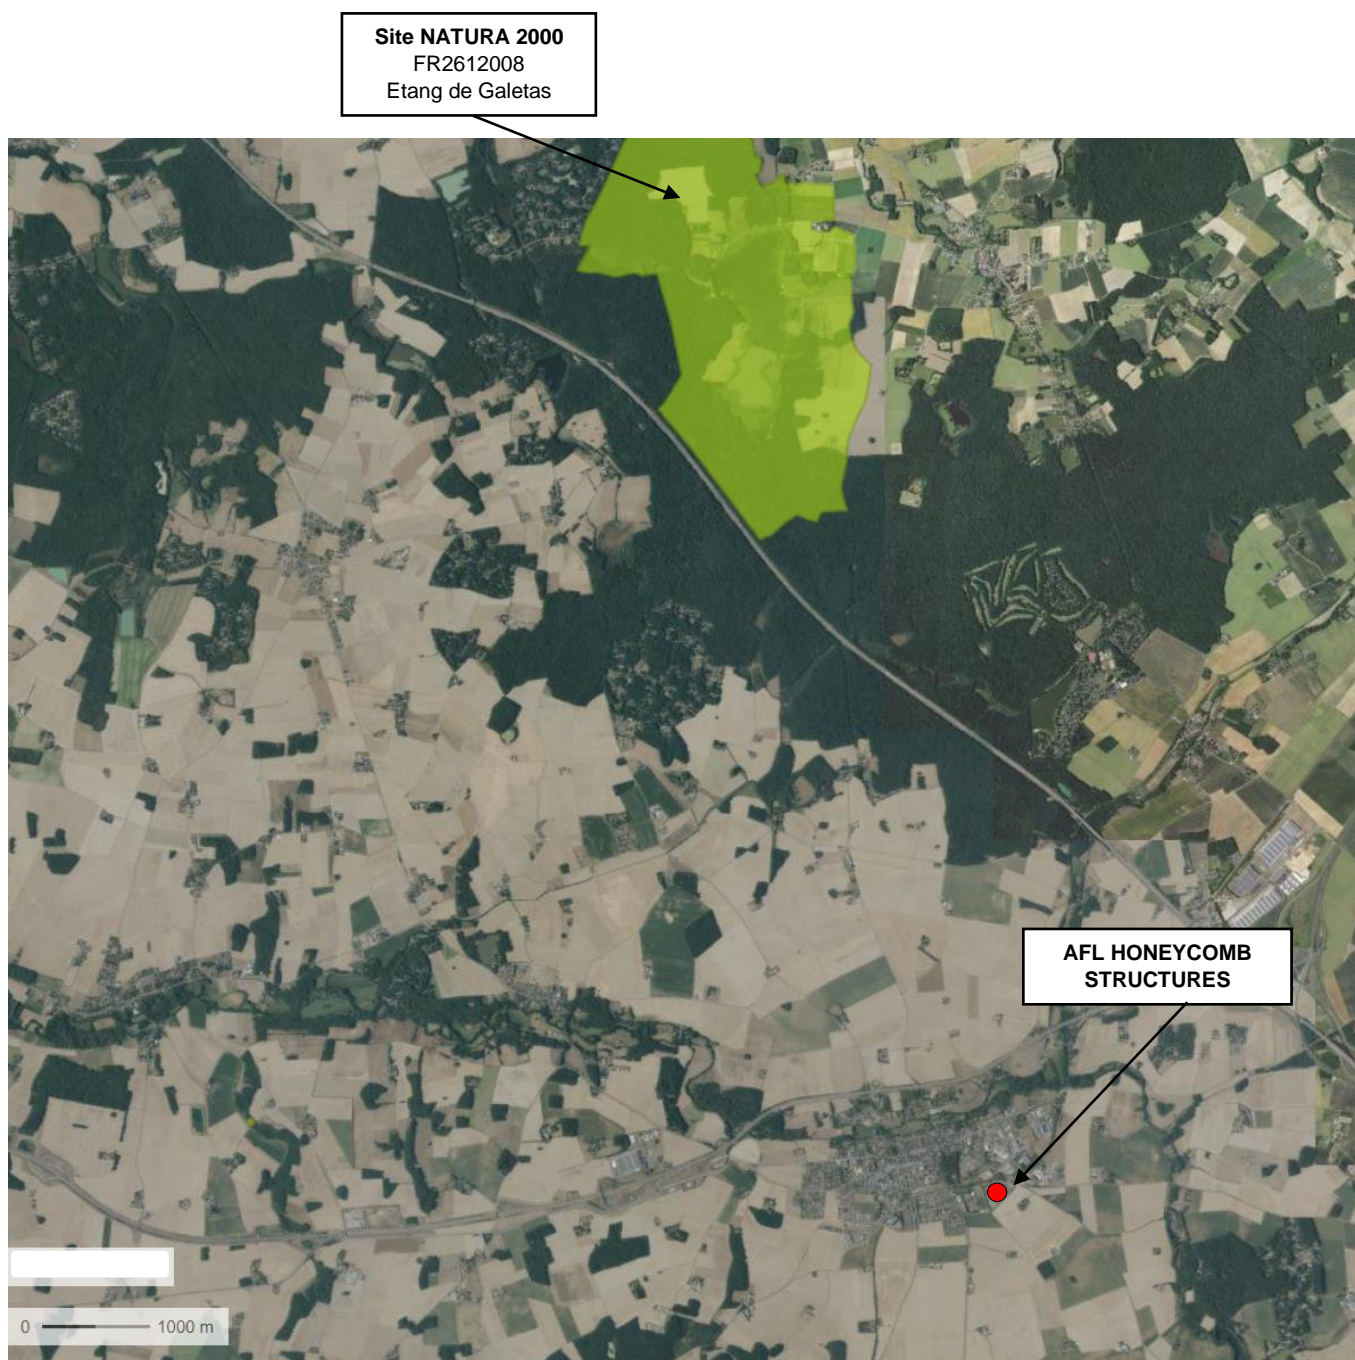 Site NATURA 2000
FR2612008
Etang de Galetas
AFL HONEYCOMB
STRUCTURES
0 1000 m